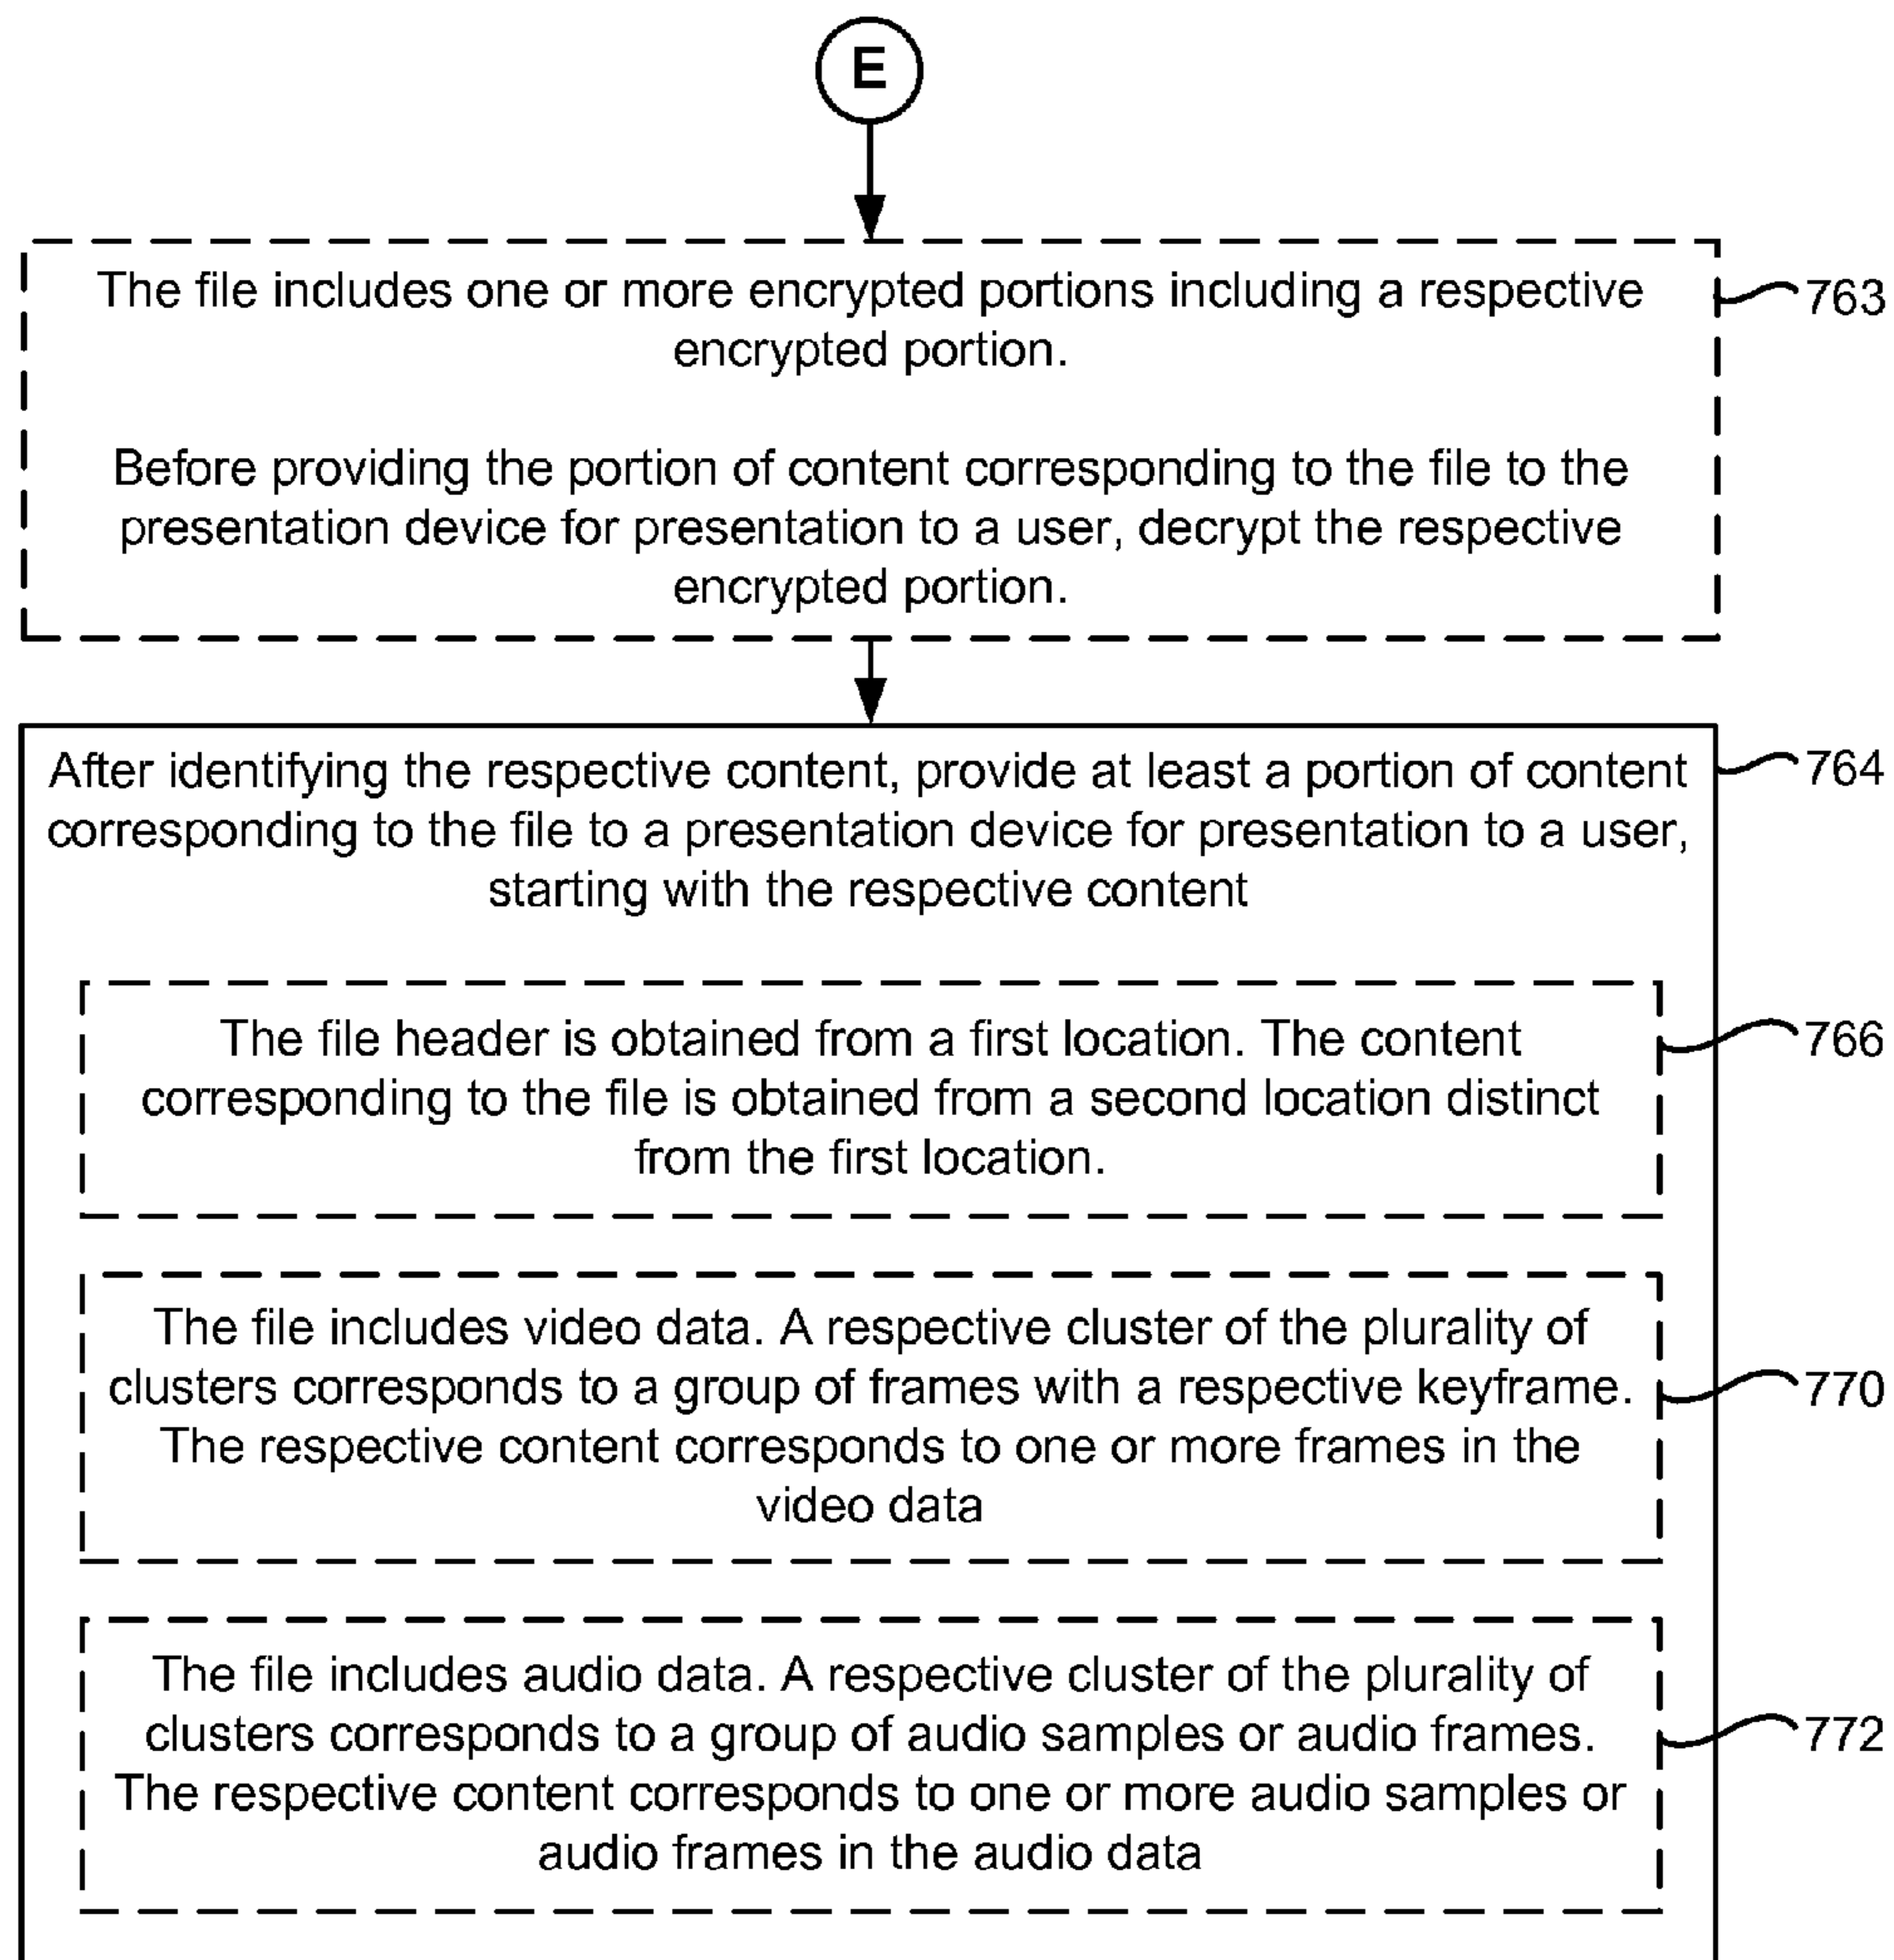 E
The file includes one or more encrypted portions including a respective
encrypted portion.
763
Before providing the portion of content corresponding to the file to the
presentation device for presentation to a user, decrypt the respective
encrypted portion.
After identifying the respective content, provide at least a portion of content
corresponding to the file to a presentation device for presentation to a user,
starting with the respective content
764
The file header is obtained from a first location. The content
corresponding to the file is obtained from a second location distinct
from the first location.
766
The file includes video data. A respective cluster of the plurality of
clusters corresponds to a group of frames with a respective keyframe.
The respective content corresponds to one or more frames in the
video data
770
The file includes audio data. A respective cluster of the plurality of
clusters corresponds to a group of audio samples or audio frames.
The respective content corresponds to one or more audio samples or
audio frames in the audio data
772